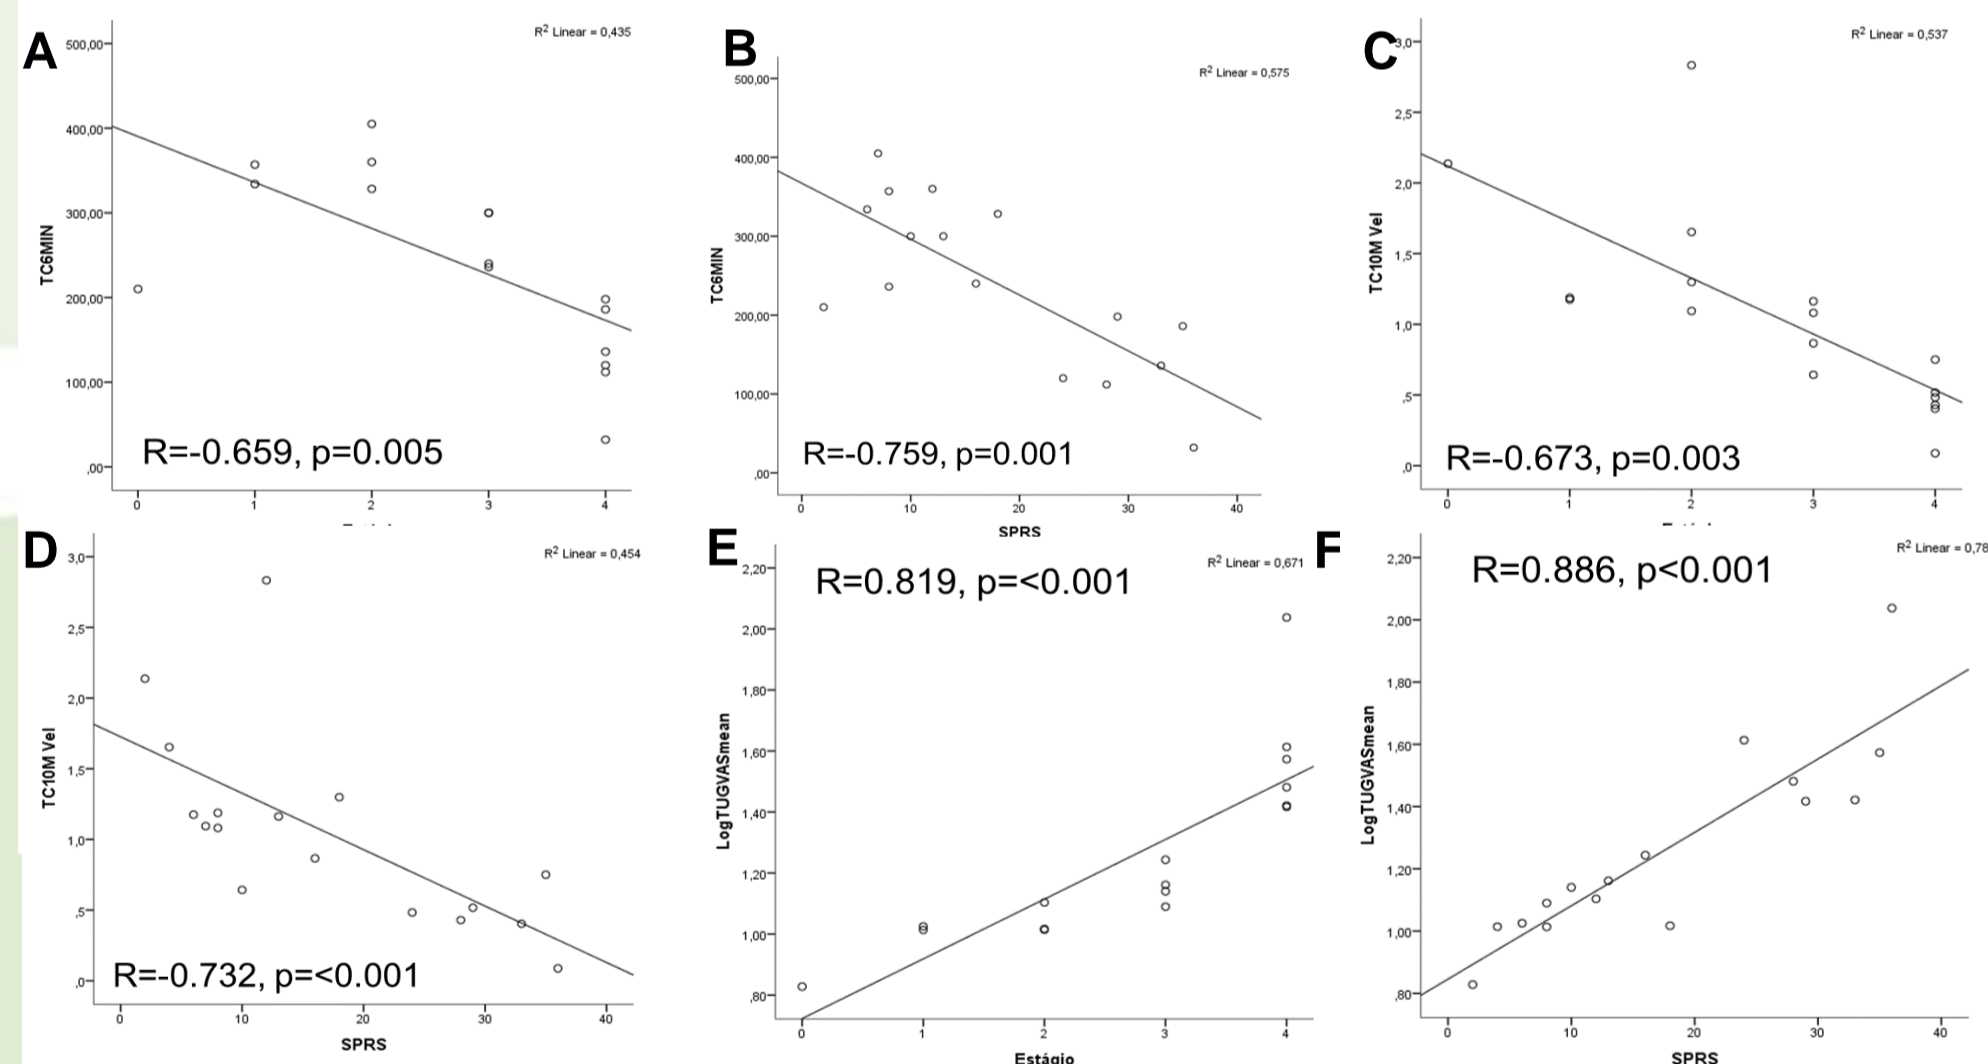 A
R² Linear = 0,435
500,00
400,00
300,00
200,00
100,00
,00
TC6MIN
R=-0.659, p=0.005
0 1 2 3 4
B
R² Linear = 0,575
500,00
400,00
300,00
200,00
100,00
,00
TC6MIN
R=-0.759, p=0.001
0 10 20 30 40
SPRS
C
R² Linear = 0,537
3,0
2,5
2,0
1,5
1,0
,5
,0
TC10M Vel
R=-0.673, p=0.003
0 1 2 3 4
D
R² Linear = 0,454
3,0
2,5
2,0
1,5
1,0
,5
,0
TC10M Vel
R=-0.732, p=<0.001
0 10 20 30 40
SPRS
E
R² Linear = 0,671
R=0.819, p=<0.001
2,20
2,00
1,80
1,60
1,40
1,20
1,00
,80
LogTUGVASmean
0 1 2 3 4
Estágio
F
R² Linear = 0,78
R=0.886, p<0.001
2,20
2,00
1,80
1,60
1,40
1,20
1,00
,80
LogTUGVASmean
0 10 20 30 40
SPRS